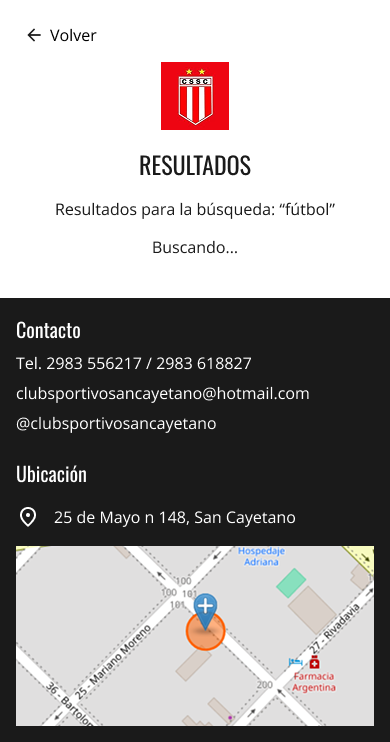 Volver
CSSC
RESULTADOS
Resultados para la búsqueda: “fútbol”
Buscando...
Contacto
Tel. 2983 556217 / 2983 618827
clubsportivosancayetano@hotmail.com
@clubsportivosancayetano
Ubicación
25 de Mayo n 148, San Cayetano
Hospedaje
Adriana
100
100 101
101
25 - Mariano Moreno
27 - Rivadavia
36 - Bartolom
200
Farmacia
Argentina